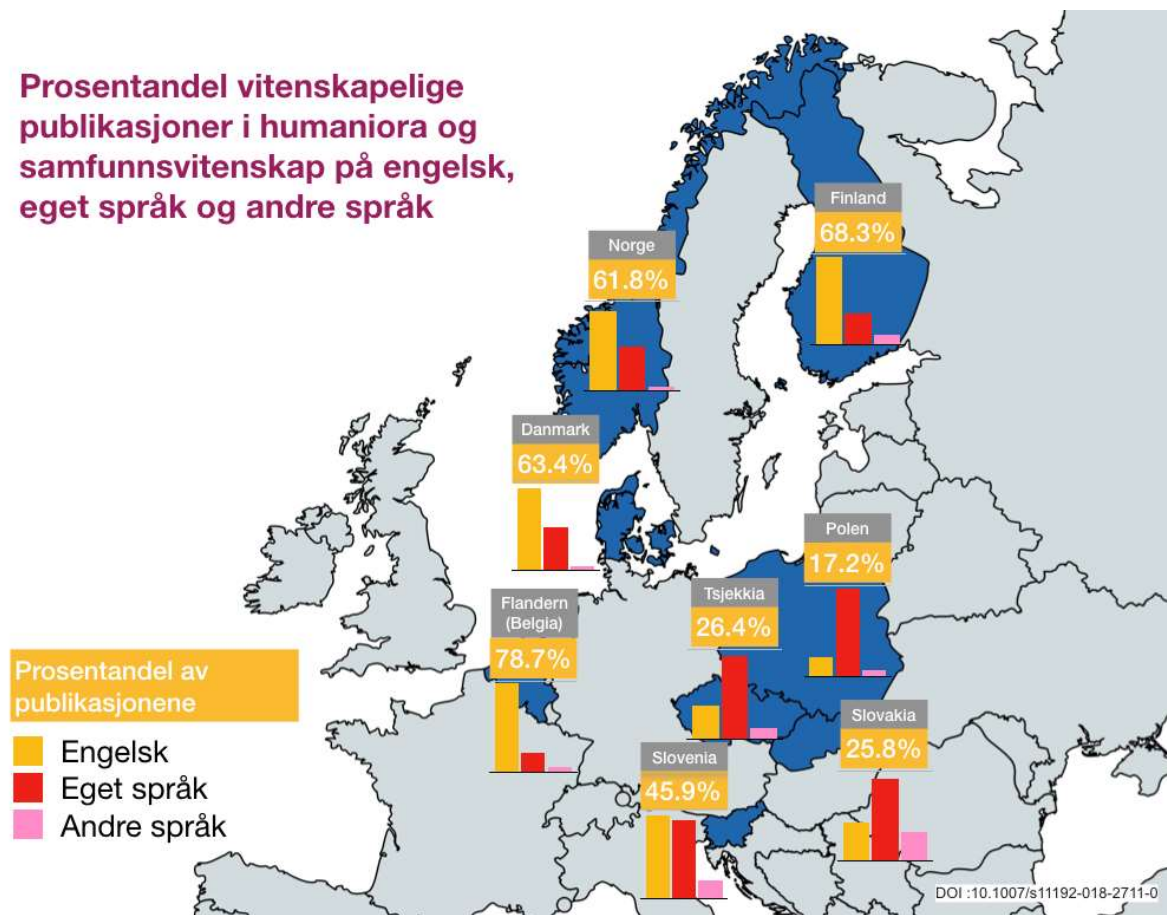 Prosentandel vitenskapelige
publikasjoner i humaniora og
samfunnsvitenskap på engelsk,
eget språk og andre språk
Finland
68.3%
Norge
61.8%
Danmark
63.4%
Polen
17.2%
Tsjekkia
26.4%
Flandern
(Belgia)
78.7%
Slovakia
25.8%
Slovenia
45.9%
Prosentandel av
publikasjonene
Engelsk
Eget språk
Andre språk
DOI :10.1007/s11192-018-2711-0